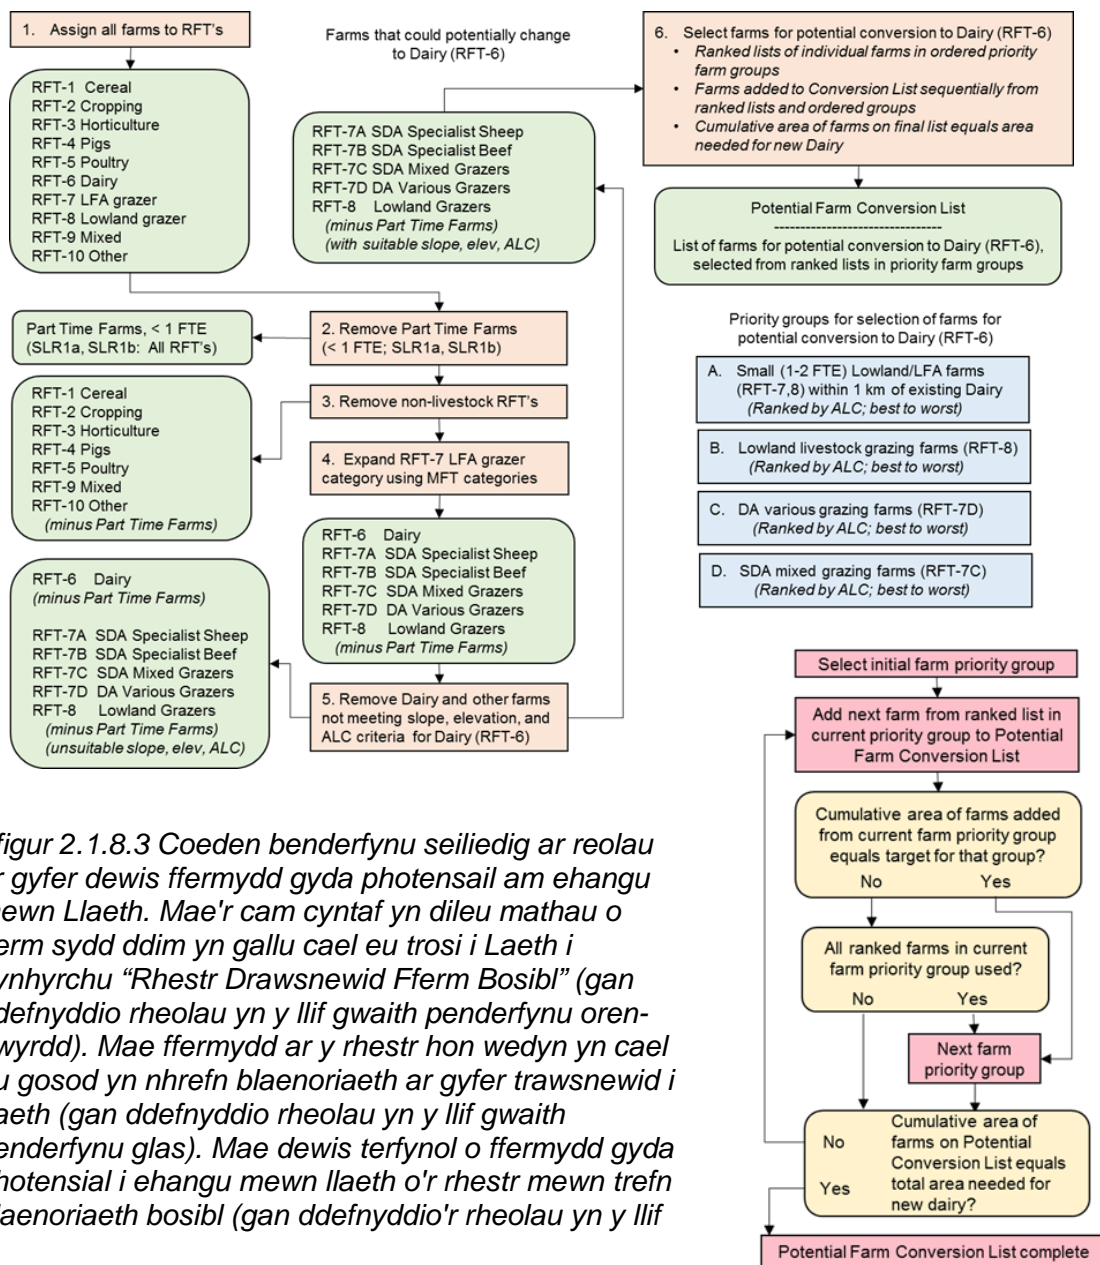 1. Assign all farms to RFT's
RFT-1 Cereal
RFT-2 Cropping
RFT-3 Horticulture
RFT-4 Pigs
RFT-5 Poultry
RFT-6 Dairy
RFT-7 LFA grazer
RFT-8 Lowland grazer
RFT-9 Mixed
RFT-10 Other
Farms that could potentially change
to Dairy (RFT-6)
RFT-7A SDA Specialist Sheep
RFT-7B SDA Specialist Beef
RFT-7C SDA Mixed Grazers
RFT-7D DA Various Grazers
RFT-8 Lowland Grazers
(minus Part Time Farms)
(with suitable slope, elev, ALC)
6. Select farms for potential conversion to Dairy (RFT-6)
• Ranked lists of individual farms in ordered priority
farm groups
• Farms added to Conversion List sequentially from
ranked lists and ordered groups
• Cumulative area of farms on final list equals area
needed for new Dairy
Potential Farm Conversion List
--------------------------------
List of farms for potential conversion to Dairy (RFT-6),
selected from ranked lists in priority farm groups
Part Time Farms, < 1 FTE
(SLR1a, SLR1b: All RFT's)
2. Remove Part Time Farms
(< 1 FTE; SLR1a, SLR1b)
3. Remove non-livestock RFT's
RFT-1 Cereal
RFT-2 Cropping
RFT-3 Horticulture
RFT-4 Pigs
RFT-5 Poultry
RFT-9 Mixed
RFT-10 Other
(minus Part Time Farms)
4. Expand RFT-7 LFA grazer
category using MFT categories
RFT-6 Dairy
RFT-7A SDA Specialist Sheep
RFT-7B SDA Specialist Beef
RFT-7C SDA Mixed Grazers
RFT-7D DA Various Grazers
RFT-8 Lowland Grazers
(minus Part Time Farms)
RFT-6 Dairy
(minus Part Time Farms)
RFT-7A SDA Specialist Sheep
RFT-7B SDA Specialist Beef
RFT-7C SDA Mixed Grazers
RFT-7D DA Various Grazers
RFT-8 Lowland Grazers
(minus Part Time Farms)
(unsuitable slope, elev, ALC)
5. Remove Dairy and other farms
not meeting slope, elevation, and
ALC criteria for Dairy (RFT-6)
Priority groups for selection of farms for
potential conversion to Dairy (RFT-6)
A. Small (1-2 FTE) Lowland/LFA farms
(RFT-7,8) within 1 km of existing Dairy
(Ranked by ALC; best to worst)
B. Lowland livestock grazing farms (RFT-8)
(Ranked by ALC; best to worst)
C. DA various grazing farms (RFT-7D)
(Ranked by ALC; best to worst)
D. SDA mixed grazing farms (RFT-7C)
(Ranked by ALC; best to worst)
Select initial farm priority group
Add next farm from ranked list in
current priority group to Potential
Farm Conversion List
Cumulative area of farms added
from current farm priority group
equals target for that group?
No Yes
All ranked farms in current
farm priority group used?
No Yes
Next farm
priority group
Cumulative area of
No farms on Potential
Conversion List equals
Yes total area needed for
new dairy?
Potential Farm Conversion List complete
figur 2.1.8.3 Coeden benderfynu seiliedig ar reolau
r gyfer dewis ffermydd gyda photensail am ehangu
newn Llaeth. Mae'r cam cyntaf yn dileu mathau o
erm sydd ddim yn gallu cael eu trosi i Laeth i
ynhyrchu “Rhestr Drawsnewid Fferm Bosibl” (gan
ddefnyddio rheolau yn y llif gwaith penderfynu oren-
wyrdd). Mae ffermydd ar y rhestr hon wedyn yn cael
u gosod yn nhrefn blaenoriaeth ar gyfer trawsnewid i
aeth (gan ddefnyddio rheolau yn y llif gwaith
enderfynu glas). Mae dewis terfynol o ffermydd gyda
hotensial i ehangu mewn llaeth o'r rhestr mewn trefn
laenoriaeth bosibl (gan ddefnyddio'r rheolau yn y llif